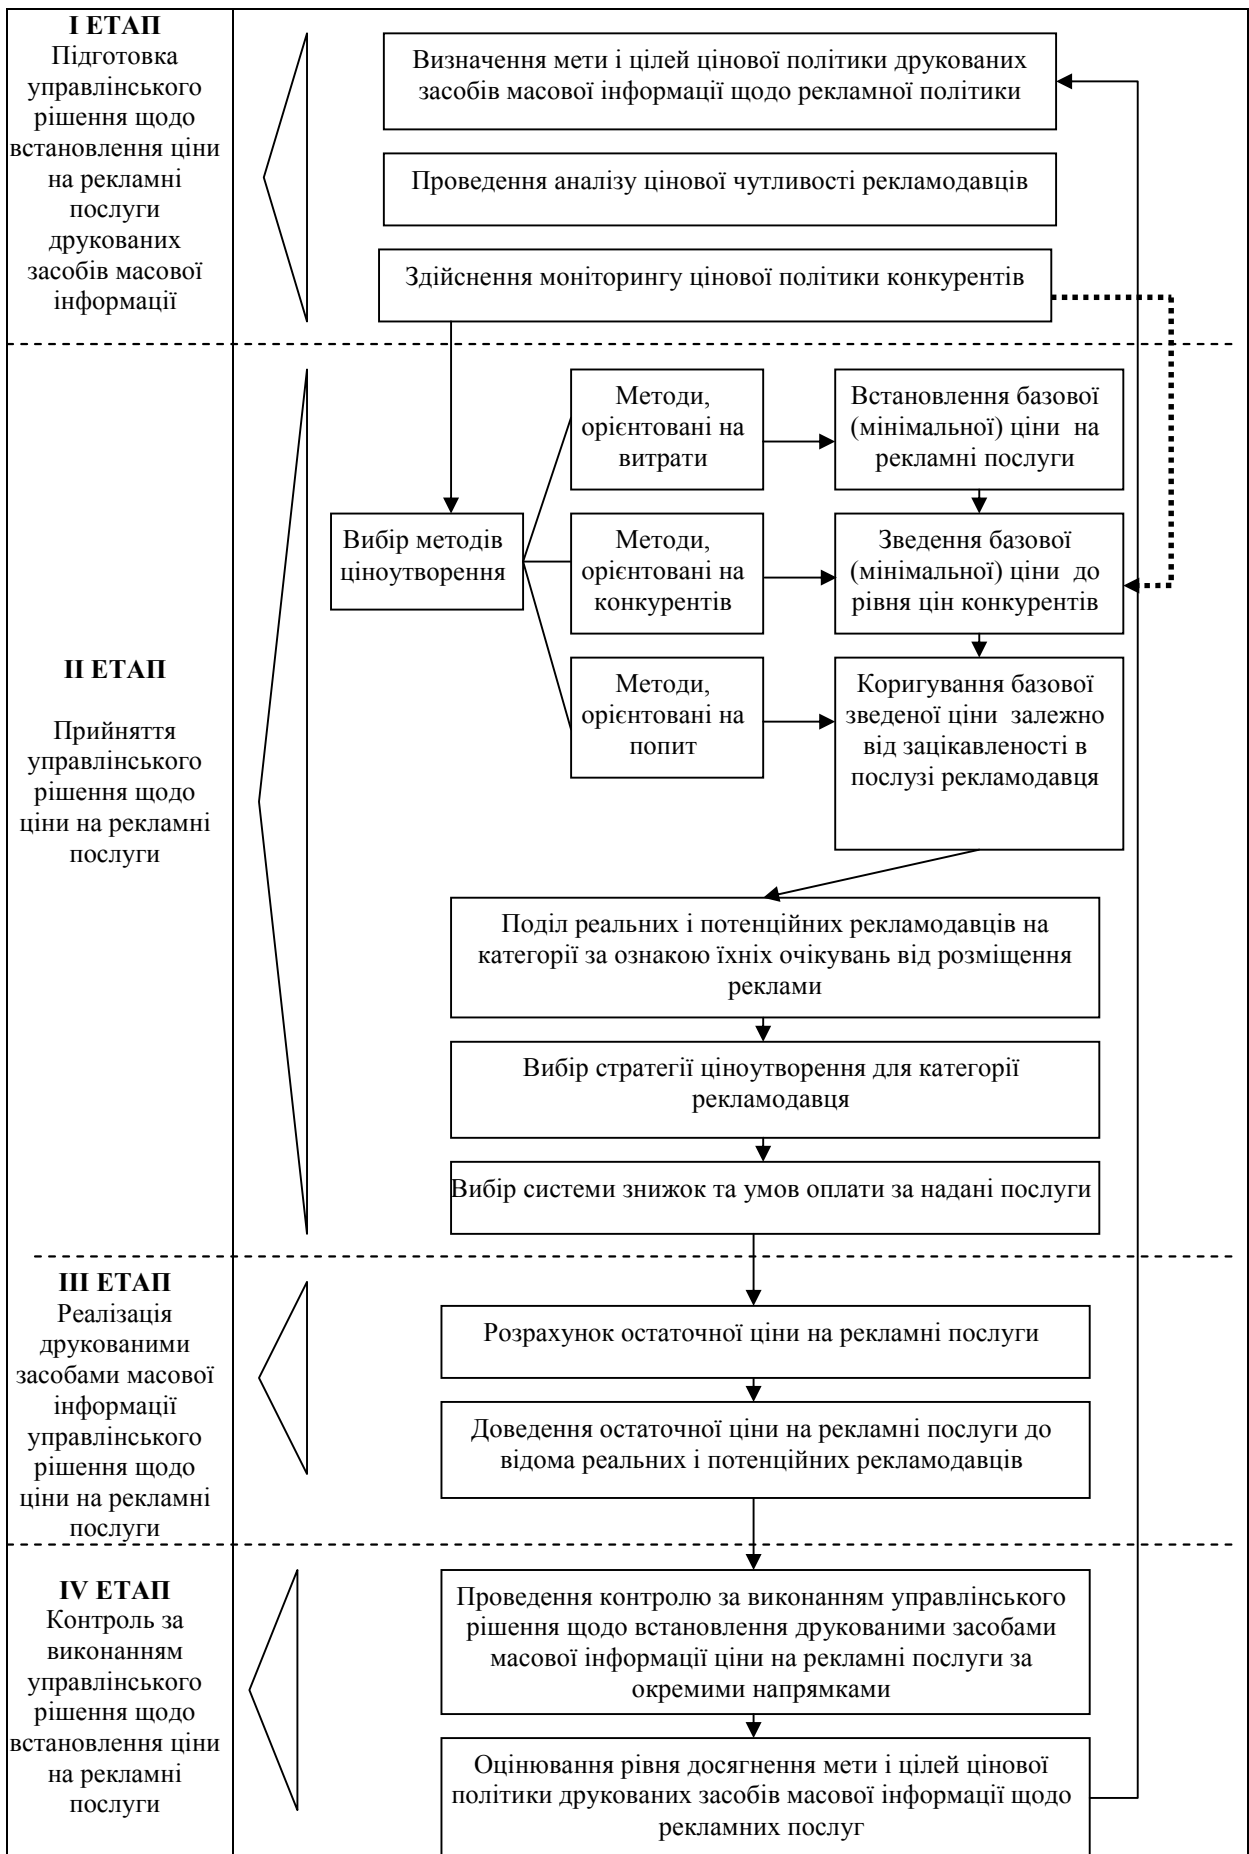 І ЕТАП
Підготовка
управлінського
рішення щодо
встановлення ціни
на рекламні
послуги
друкованих
засобів масової
інформації
Визначення мети і цілей цінової політики друкованих
засобів масової інформації щодо рекламної політики
Проведення аналізу цінової чутливості рекламодавців
Здійснення моніторингу цінової політики конкурентів
ІІ ЕТАП
Прийняття
управлінського
рішення щодо
ціни на рекламні
послуги
Вибір методів
ціноутворення
Методи,
орієнтовані на
витрати
Встановлення базової
(мінімальної) ціни на
рекламні послуги
Методи,
орієнтовані на
конкурентів
Зведення базової
(мінімальної) ціни до
рівня цін конкурентів
Методи,
орієнтовані на
попит
Коригування базової
зведеної ціни залежно
від зацікавленості в
послузі рекламодавця
Поділ реальних і потенційних рекламодавців на
категорії за ознакою їхніх очікувань від розміщення
реклами
Вибір стратегії ціноутворення для категорії
рекламодавця
Вибір системи знижок та умов оплати за надані послуги
ІІІ ЕТАП
Реалізація
друкованими
засобами масової
інформації
управлінського
рішення щодо
ціни на рекламні
послуги
Розрахунок остаточної ціни на рекламні послуги
Доведення остаточної ціни на рекламні послуги до
відома реальних і потенційних рекламодавців
IV ЕТАП
Контроль за
виконанням
управлінського
рішення щодо
встановлення ціни
на рекламні
послуги
Проведення контролю за виконанням управлінського
рішення щодо встановлення друкованими засобами
масової інформації ціни на рекламні послуги за
окремими напрямками
Оцінювання рівня досягнення мети і цілей цінової
політики друкованих засобів масової інформації щодо
рекламних послуг